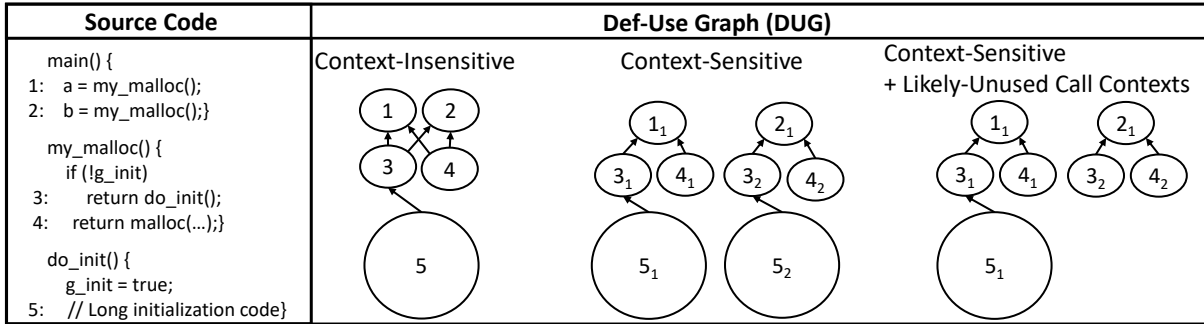 Source Code
Def-Use Graph (DUG)
main() {
1: a = my_malloc();
2: b = my_malloc();}
my_malloc() {
if (!g_init)
3: return do_init();
4: return malloc(…);}
do_init() {
g_init = true;
5: // Long initialization code}
Context-Insensitive
1 2
3 4
5
Context-Sensitive
1₁ 2₁
3₁ 4₁ 3₂ 4₂
5₁ 5₂
Context-Sensitive
+ Likely-Unused Call Contexts
1₁ 2₁
3₁ 4₁ 3₂ 4₂
5₁